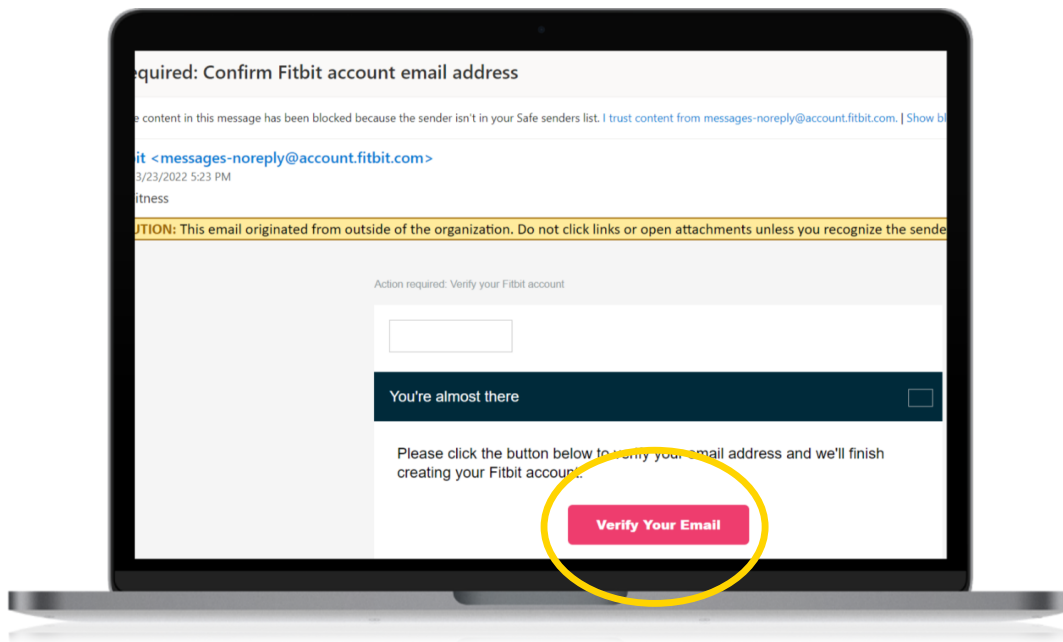 equired: Confirm Fitbit account email address
e content in this message has been blocked because the sender isn't in your Safe senders list. I trust content from messages-noreply@account.fitbit.com. | Show bl
it <messages-noreply@account.fitbit.com>
3/23/2022 5:23 PM
itness
UTION: This email originated from outside of the organization. Do not click links or open attachments unless you recognize the sende
Action required: Verify your Fitbit account
You're almost there
Please click the button below to verify your email address and we'll finish
creating your Fitbit account.
Verify Your Email